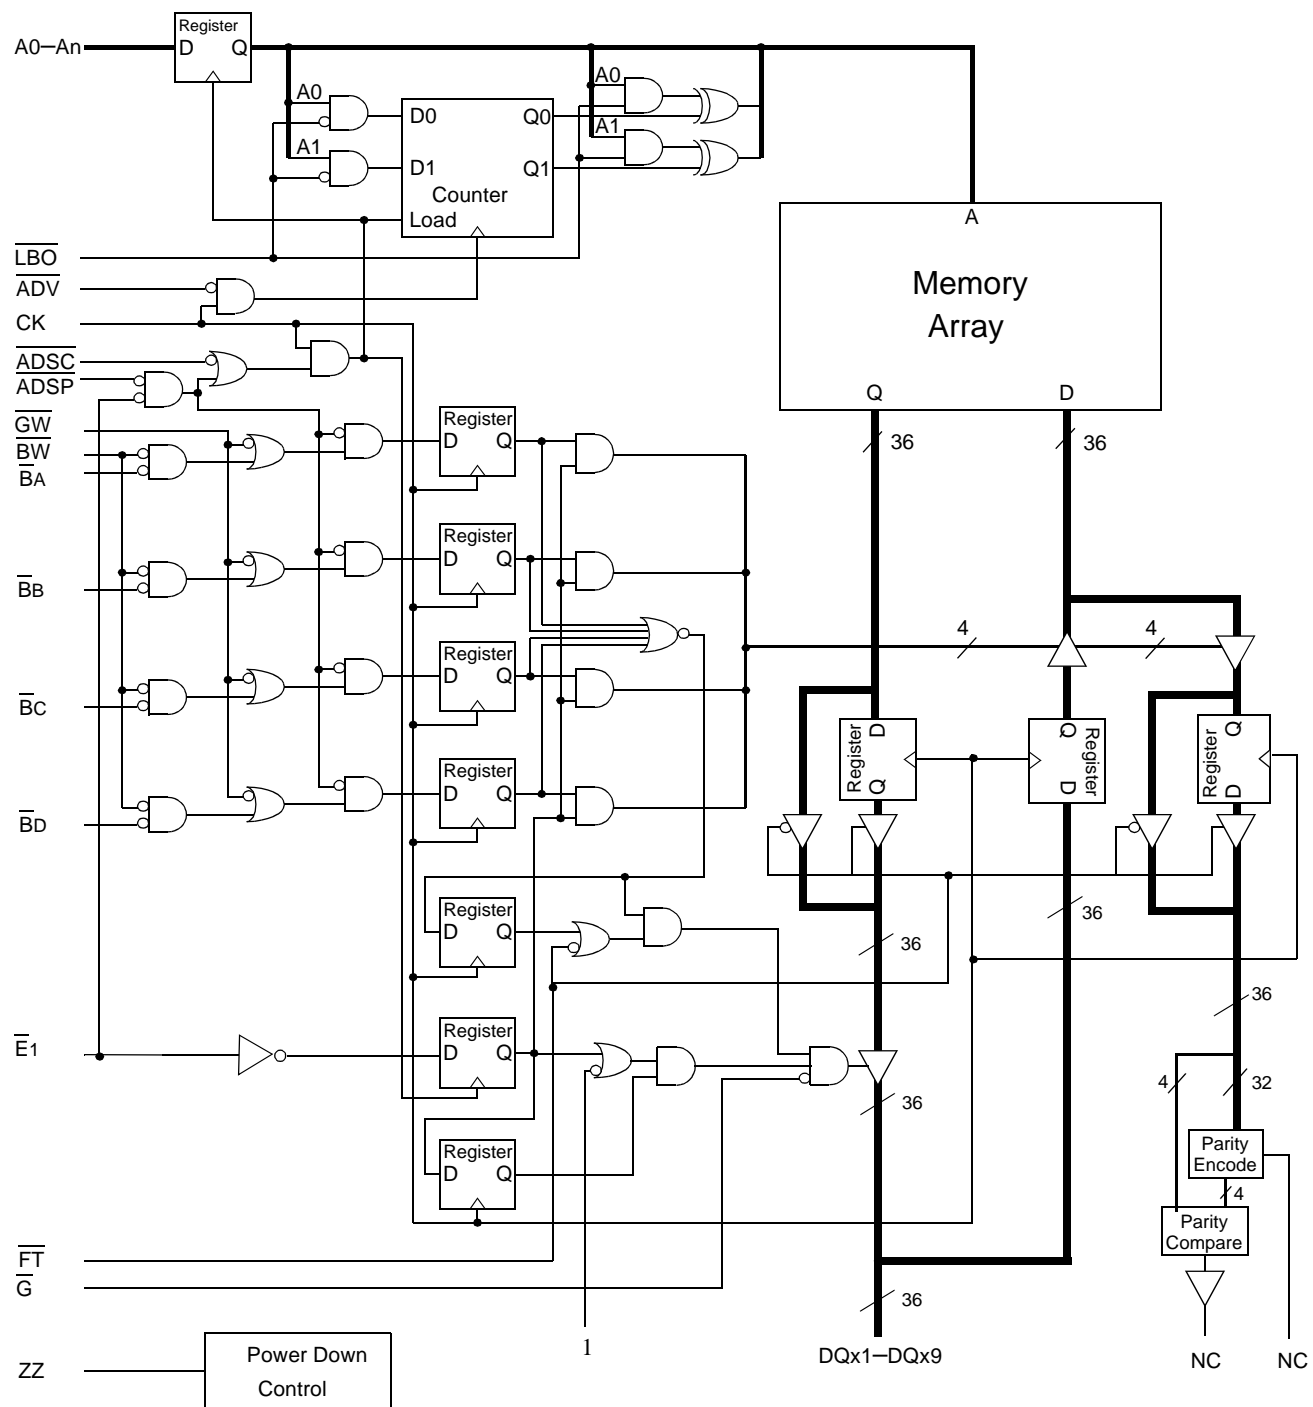 Register
A0–An
D Q
A0
A0
D0
Q0
A1
A1
D1
Q1
Counter
Load
A
LBO
Memory
Array
ADV
CK
ADSC
ADSP
Q
D
GW
BW
BA
Register
D Q
36
36
Register
D Q
BB
4
4
Register
D Q
BC
D
Register
Q
Q
Register
D
Q
Register
D
Register
D Q
BD
Register
D Q
36
36
36
E1
Register
D Q
4
32
36
Register
D Q
Parity
Encode
4
Parity
Compare
FT
G
36
1
DQx1–DQx9
NC
NC
ZZ
Power Down
Control